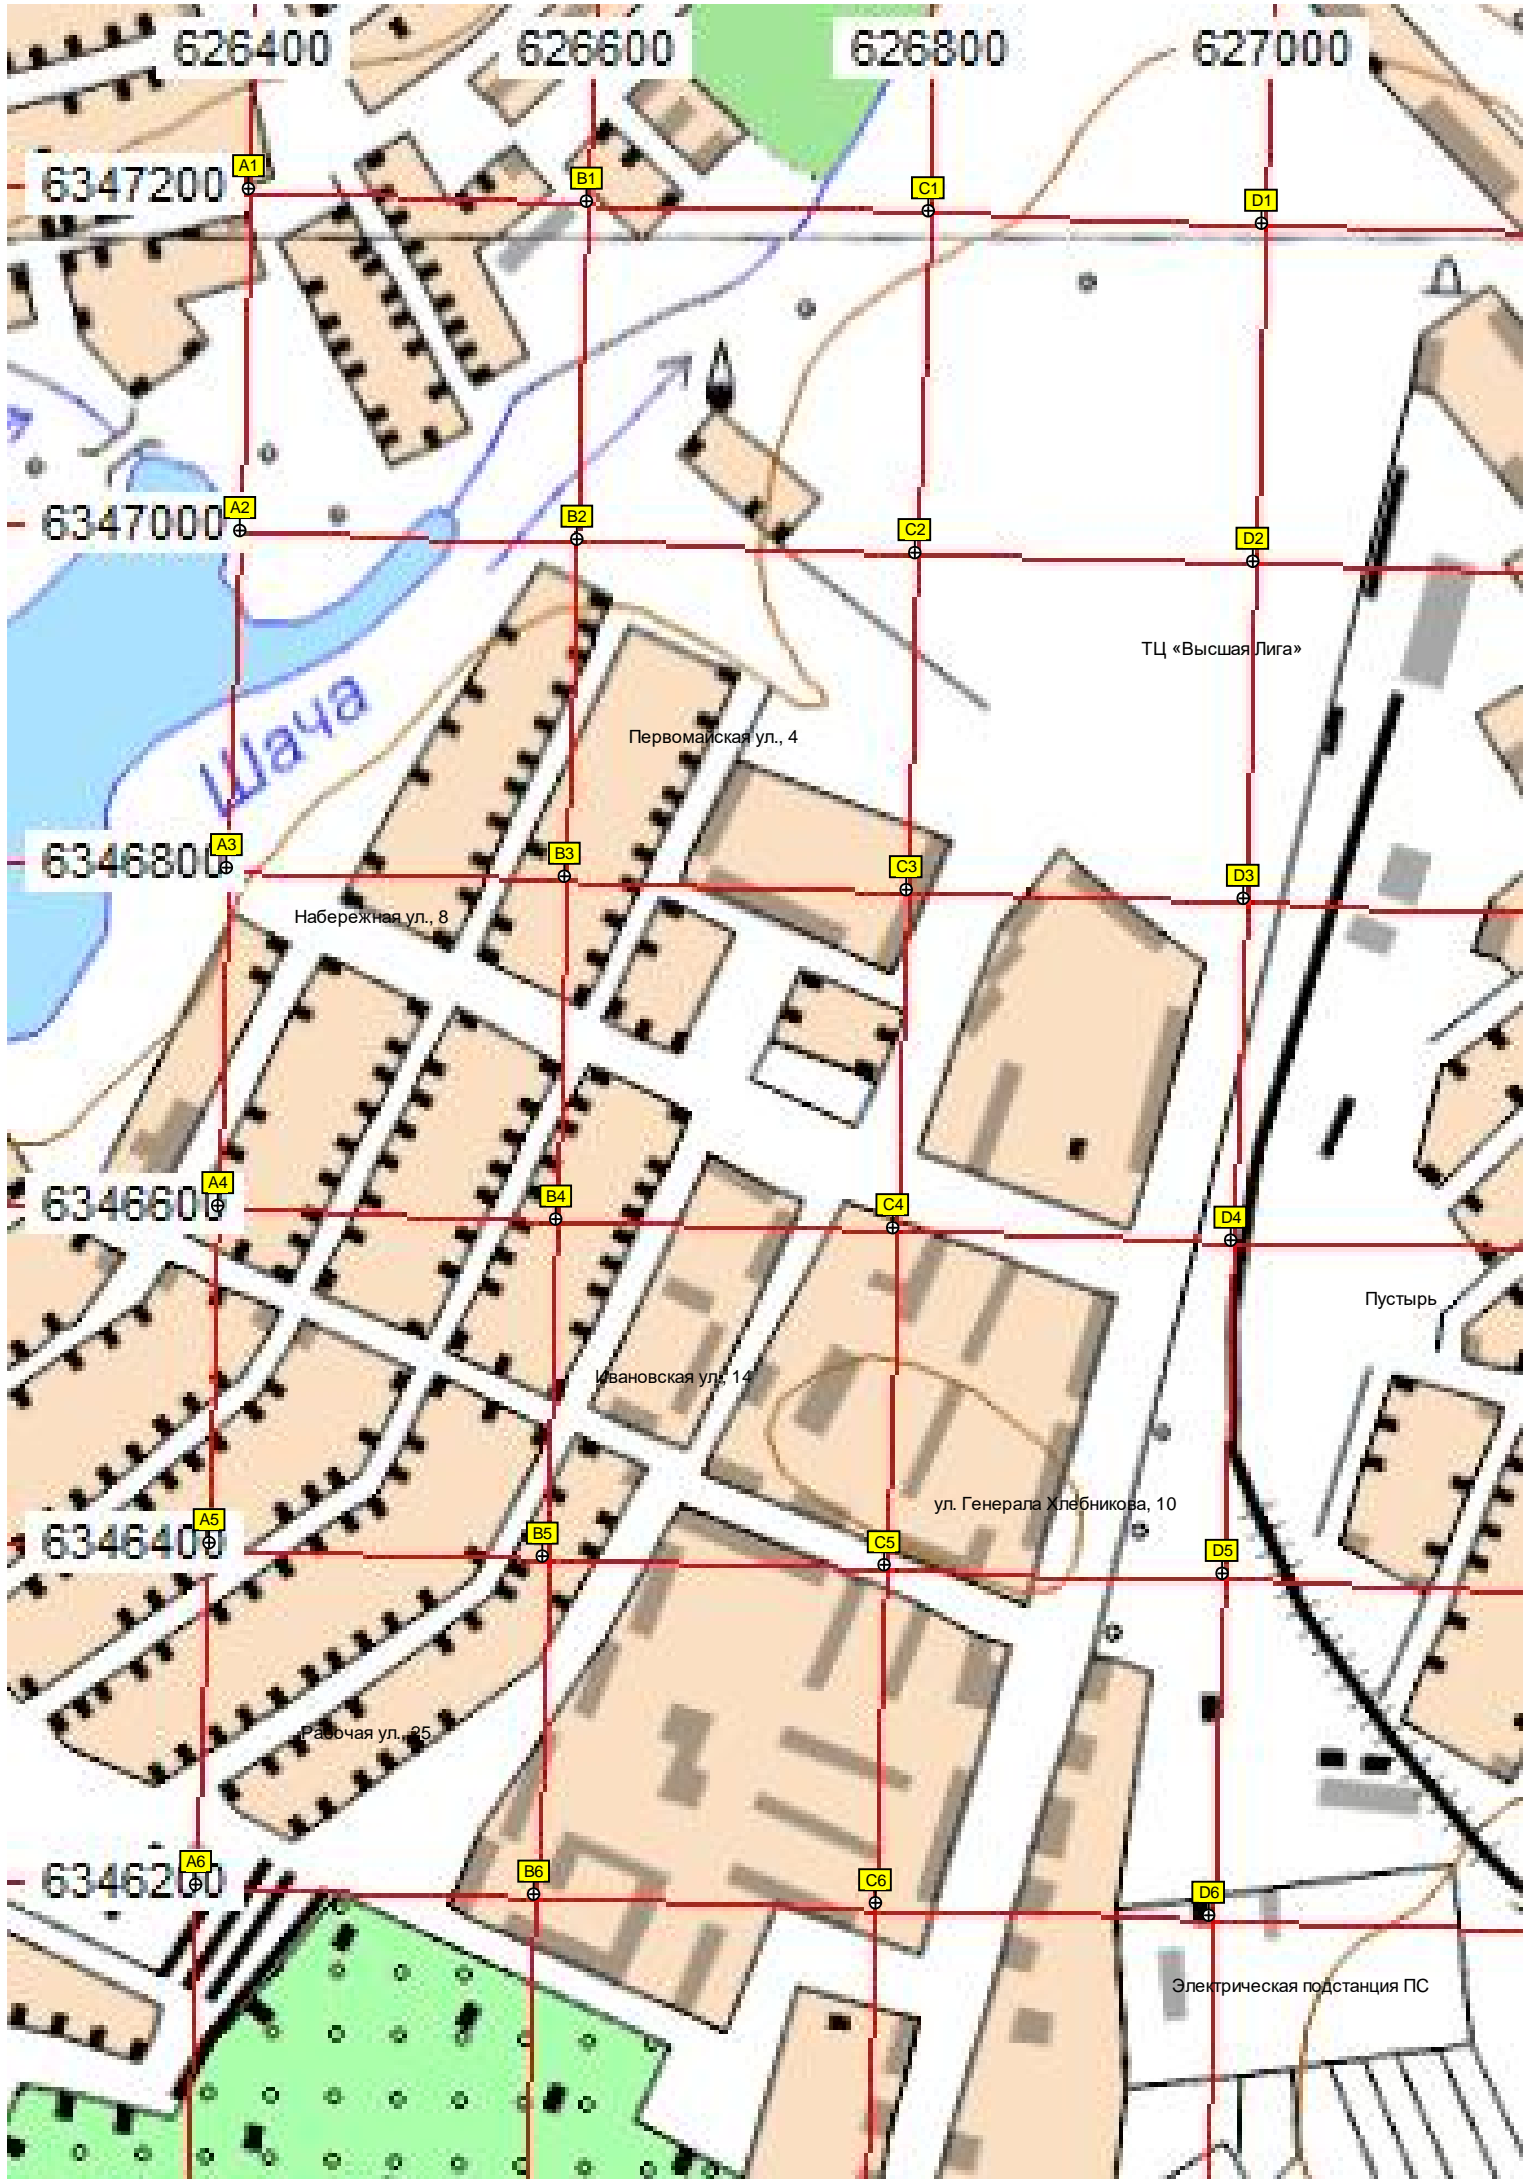 626400 626600 626800 627000
6347200 A1 B1 C1 D1
6347000 A2 B2 C2 D2
ТЦ «Высшая Лига»
Шача
Первомайская ул., 4
6346800 A3 B3 C3 D3
Набережная ул., 8
6346600 A4 B4 C4 D4
Пустырь
Ивановская ул., 14
ул. Генерала Хлебникова, 10
6346400 A5 B5 C5 D5
Рабочая ул., 25
6346200 A6 B6 C6 D6
Электрическая подстанция ПС